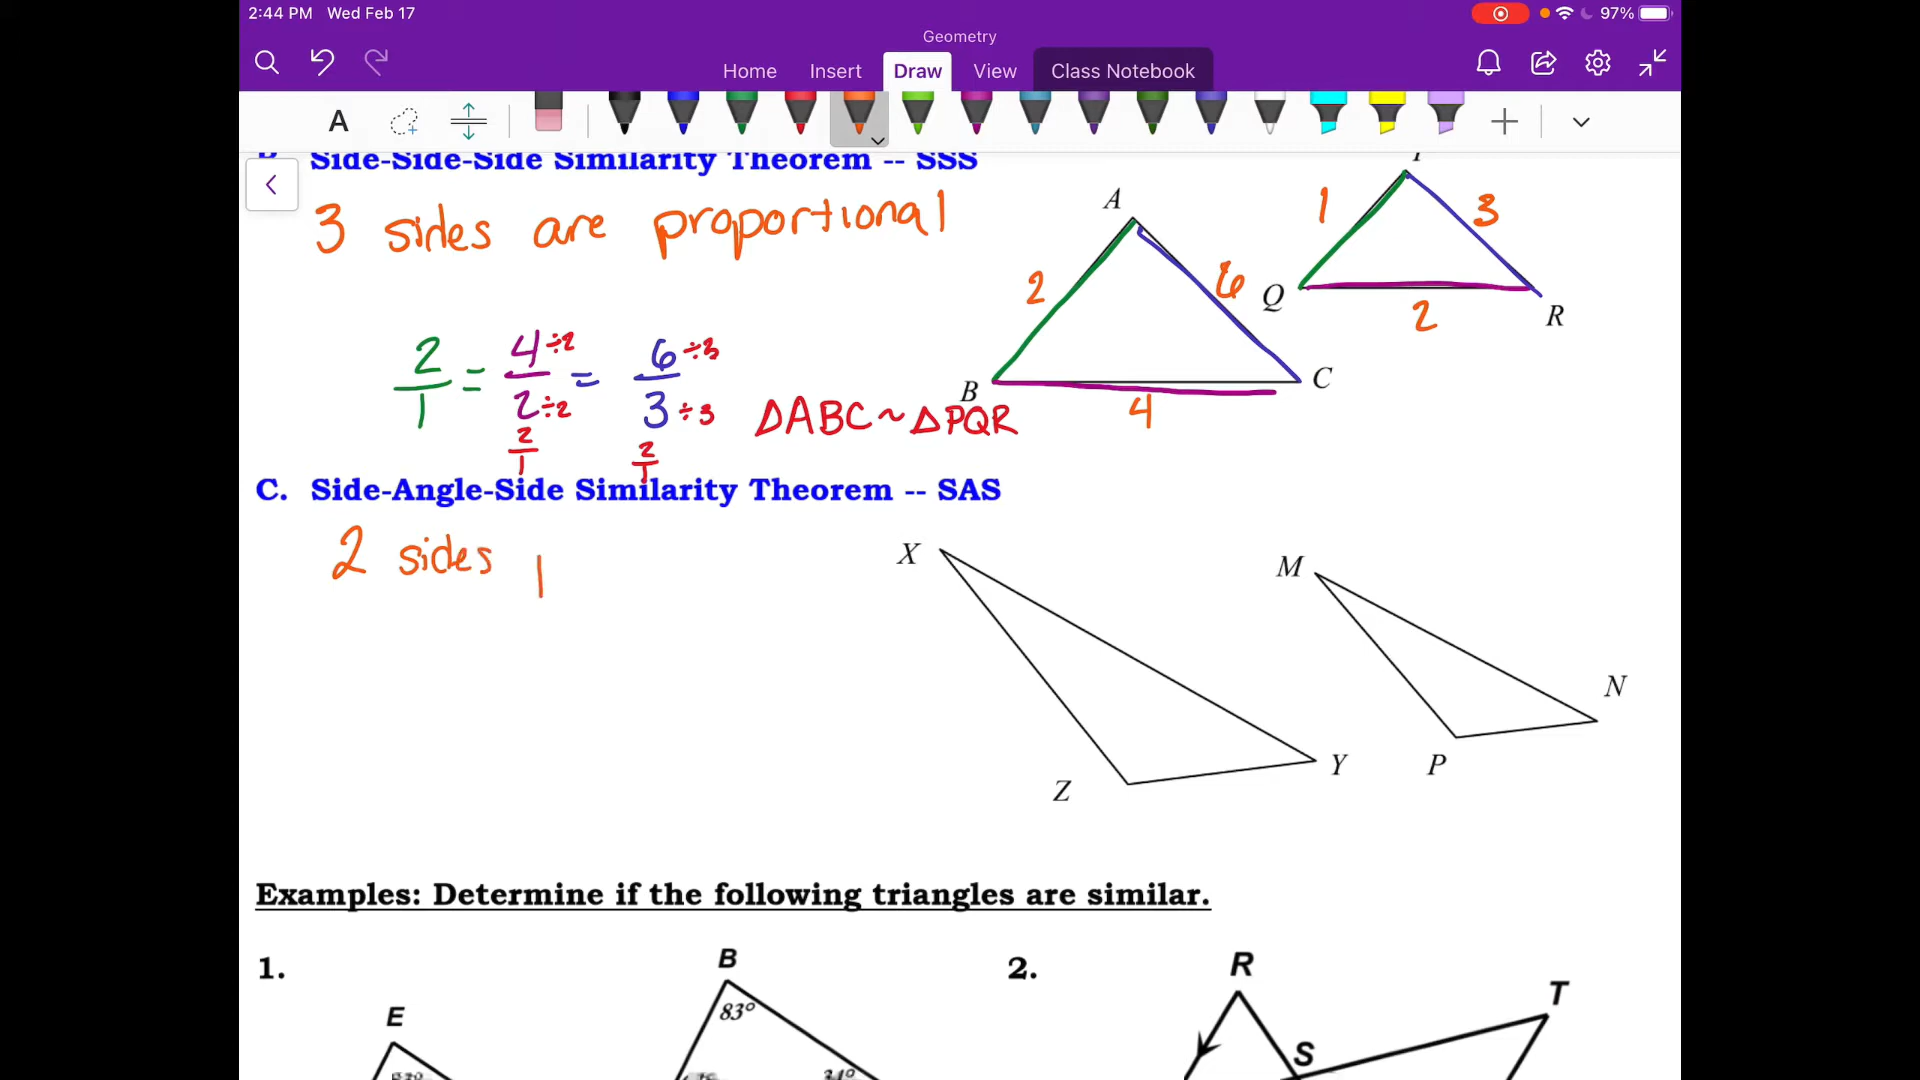 2:44 PM Wed Feb 17
97%
Geometry
Home Insert Draw View Class Notebook
A
Side-Side-Side Similarity Theorem -- SSS
3 sides are proportional
A
2
6
B
C
4
1
3
Q
R
2
2/1 = 4÷2/2÷2 = 6÷3/3÷3
2/1
2/1
ΔABC ~ ΔPQR
C. Side-Angle-Side Similarity Theorem -- SAS
2 sides
X
Z
Y
M
N
P
Examples: Determine if the following triangles are similar.
1.
E
B
83°
34°
2.
R
S
T